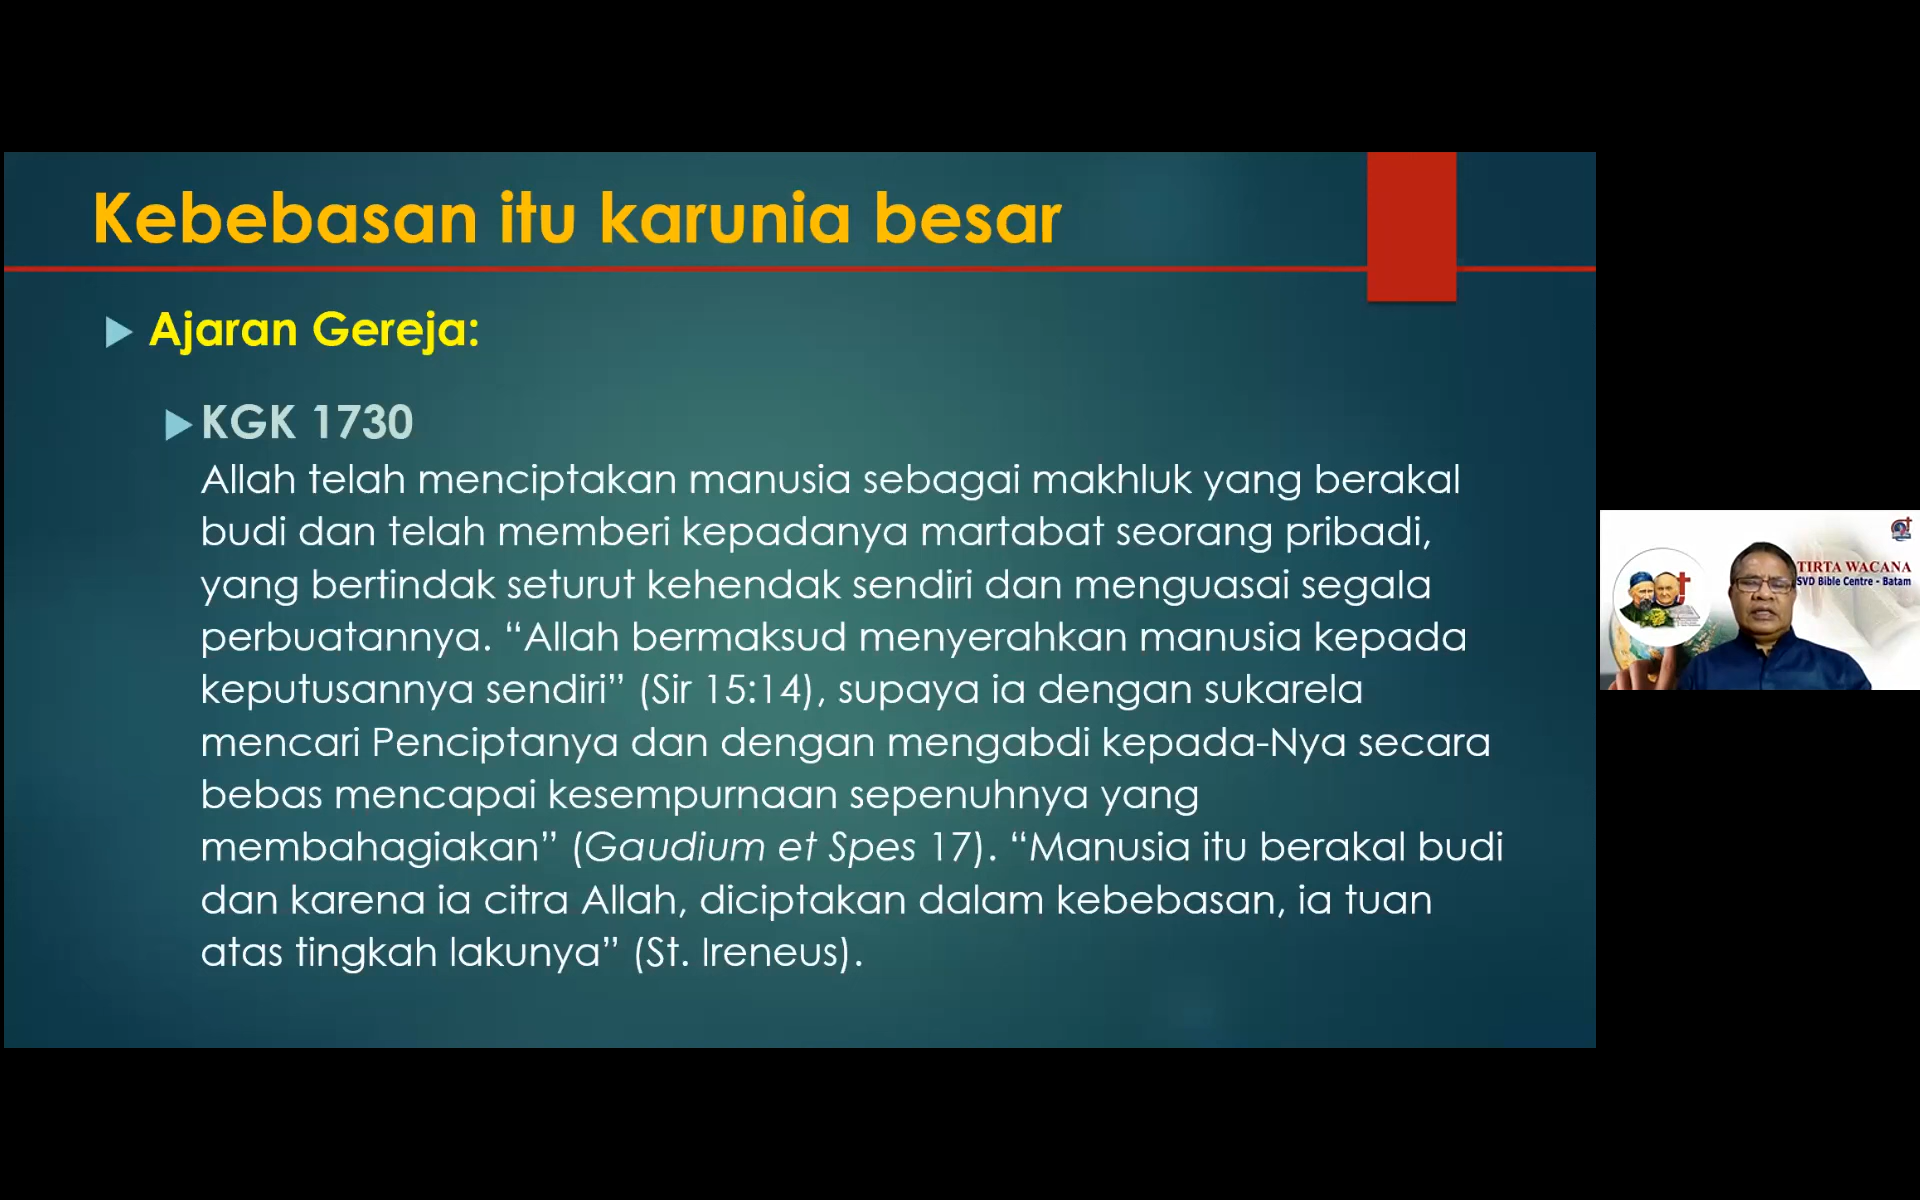 Kebebasan itu karunia besar
Ajaran Gereja:
KGK 1730
Allah telah menciptakan manusia sebagai makhluk yang berakal
budi dan telah memberi kepadanya martabat seorang pribadi,
yang bertindak seturut kehendak sendiri dan menguasai segala
perbuatannya. “Allah bermaksud menyerahkan manusia kepada
keputusannya sendiri” (Sir 15:14), supaya ia dengan sukarela
mencari Penciptanya dan dengan mengabdi kepada-Nya secara
bebas mencapai kesempurnaan sepenuhnya yang
membahagiakan” (Gaudium et Spes 17). “Manusia itu berakal budi
dan karena ia citra Allah, diciptakan dalam kebebasan, ia tuan
atas tingkah lakunya” (St. Ireneus).
TIRTA WACANA
SVD Bible Centre - Batam